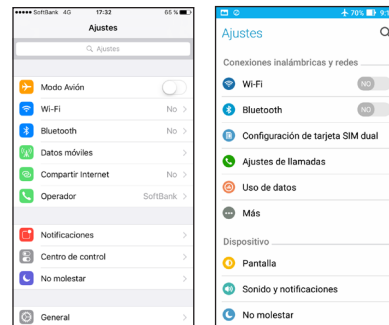 SoftBank 4G 17:32 66 %
Ajustes
Ajustes
Modo Avión
Wi-Fi No
Bluetooth No
Datos móviles
Compartir Internet No
Operador SoftBank
Notificaciones
Centro de control
No molestar
General
70%
Ajustes
Conexiones inalámbricas y redes
Wi-Fi NO
Bluetooth NO
Configuración de tarjeta SIM dual
Ajustes de llamadas
Uso de datos
Más
Dispositivo
Pantalla
Sonido y notificaciones
No molestar